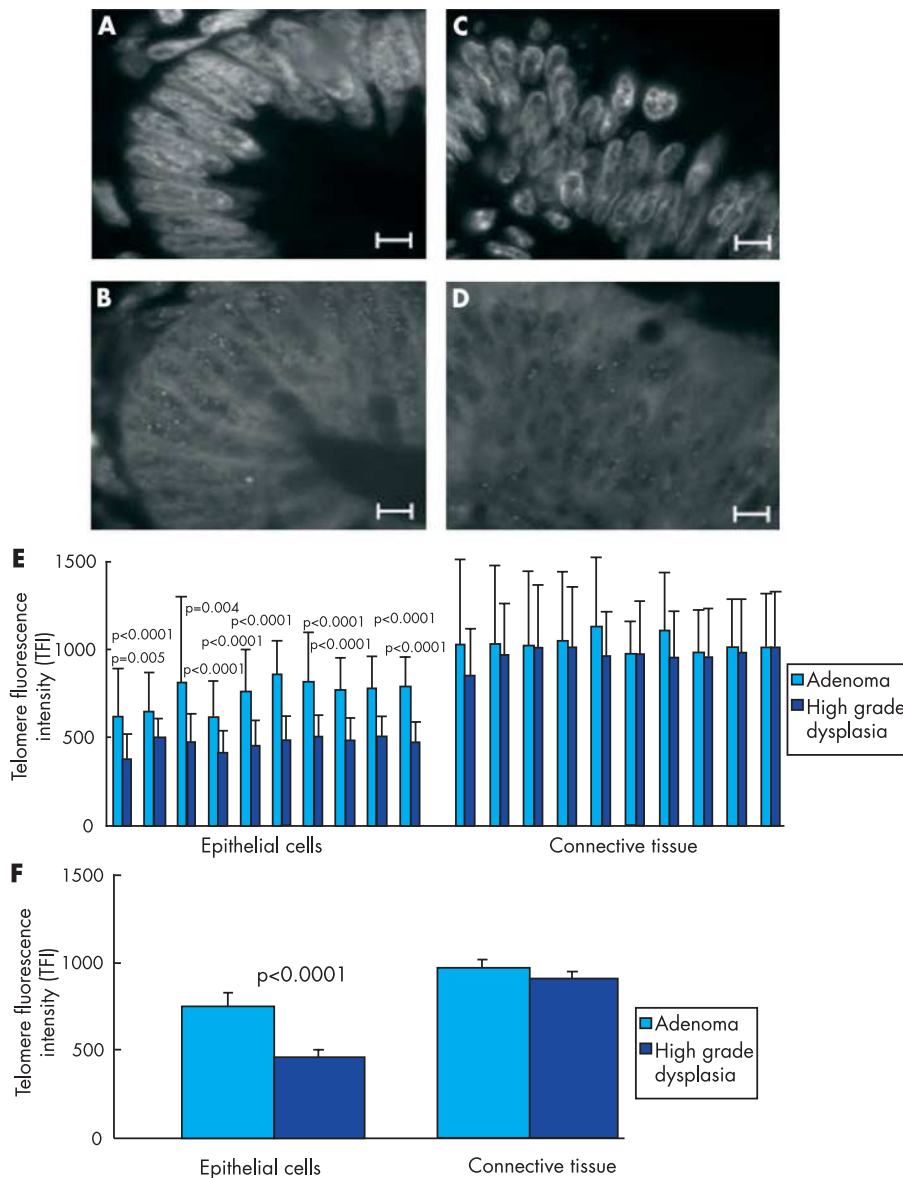 A
C
B
D
E
Telomere fluorescence
intensity (TFI)
1500
1000
500
0
p<0.0001
p=0.005
p=0.004
p<0.0001
p<0.0001
p<0.0001
p<0.0001
p<0.0001
p<0.0001
p<0.0001
Epithelial cells
Connective tissue
Adenoma
High grade
dysplasia
F
Telomere fluorescence
intensity (TFI)
1500
1000
500
0
p<0.0001
Epithelial cells
Connective tissue
Adenoma
High grade
dysplasia